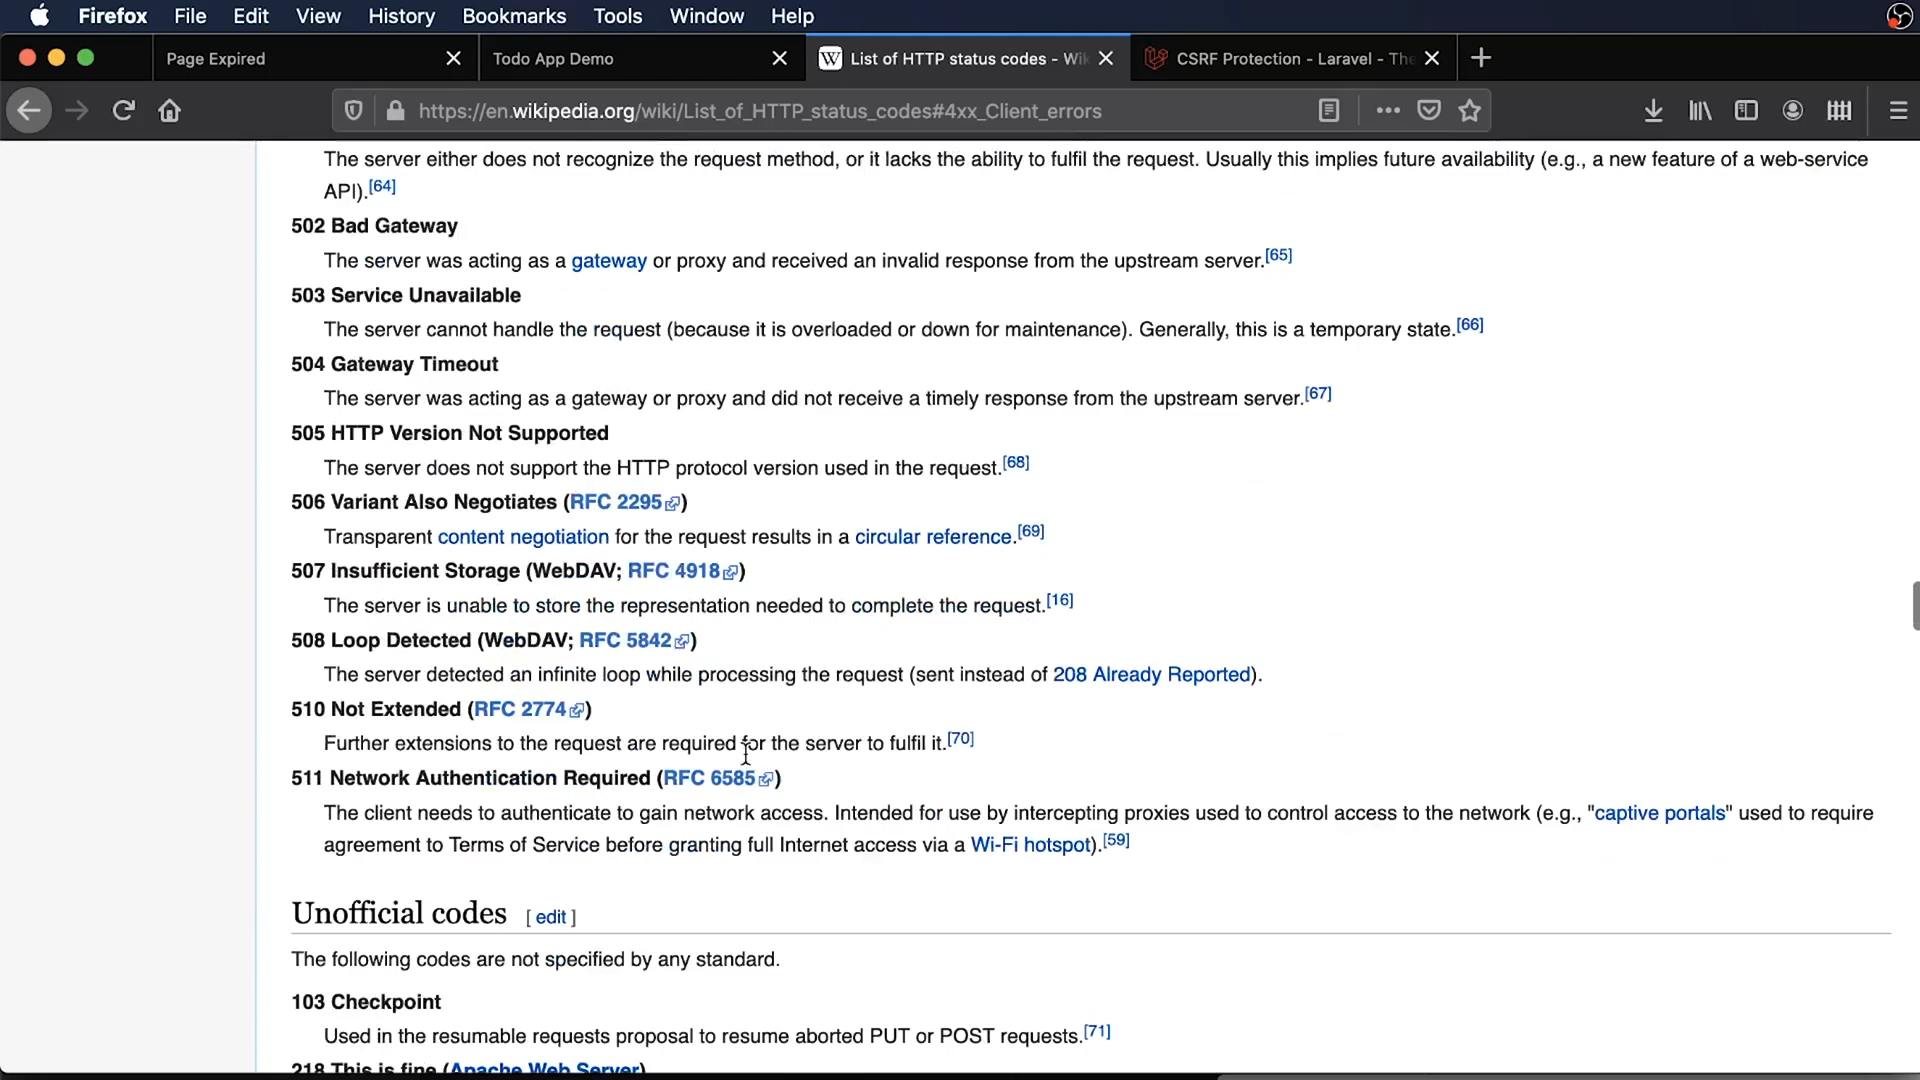 Firefox File Edit View History Bookmarks Tools Window Help
Page Expired Todo App Demo List of HTTP status codes - Wik CSRF Protection - Laravel - The
https://en.wikipedia.org/wiki/List_of_HTTP_status_codes#4xx_Client_errors
The server either does not recognize the request method, or it lacks the ability to fulfil the request. Usually this implies future availability (e.g., a new feature of a web-service
API).[64]
502 Bad Gateway
The server was acting as a gateway or proxy and received an invalid response from the upstream server.[65]
503 Service Unavailable
The server cannot handle the request (because it is overloaded or down for maintenance). Generally, this is a temporary state.[66]
504 Gateway Timeout
The server was acting as a gateway or proxy and did not receive a timely response from the upstream server.[67]
505 HTTP Version Not Supported
The server does not support the HTTP protocol version used in the request.[68]
506 Variant Also Negotiates (RFC 2295)
Transparent content negotiation for the request results in a circular reference.[69]
507 Insufficient Storage (WebDAV; RFC 4918)
The server is unable to store the representation needed to complete the request.[16]
508 Loop Detected (WebDAV; RFC 5842)
The server detected an infinite loop while processing the request (sent instead of 208 Already Reported).
510 Not Extended (RFC 2774)
Further extensions to the request are required for the server to fulfil it.[70]
511 Network Authentication Required (RFC 6585)
The client needs to authenticate to gain network access. Intended for use by intercepting proxies used to control access to the network (e.g., "captive portals" used to require
agreement to Terms of Service before granting full Internet access via a Wi-Fi hotspot).[59]
Unofficial codes [ edit ]
The following codes are not specified by any standard.
103 Checkpoint
Used in the resumable requests proposal to resume aborted PUT or POST requests.[71]
218 This is fine (Apache Web Server)